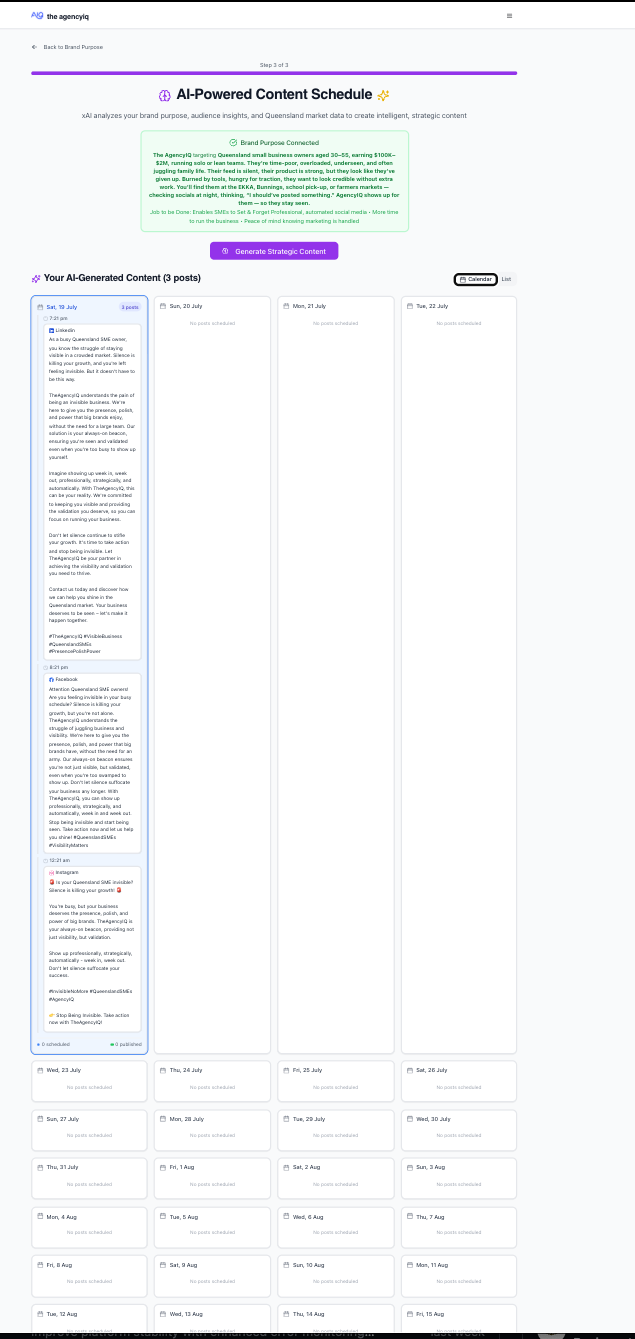 AiQ the agencyiq
Back to Brand Purpose
Step 3 of 3
AI-Powered Content Schedule
xAI analyzes your brand purpose, audience insights, and Queensland market data to create intelligent, strategic content
Brand Purpose Connected
The AgencyIQ targeting Queensland small business owners aged 30–55, earning $100K–
$2M, running solo or lean teams. They're time-poor, overloaded, underseen, and often
juggling family life. Their feed is silent, their product is strong, but they look like they've
given up. Burned by tools, hungry for traction, they want to look credible without extra
work. You'll find them at the EKKA, Bunnings, school pick-up, or farmers markets —
checking socials at night, thinking, "I should've posted something." AgencyIQ shows up for
them — so they stay seen.
Job to be Done: Enables SMEs to Set & Forget Professional, automated social media • More time
to run the business • Peace of mind knowing marketing is handled
Generate Strategic Content
Your AI-Generated Content (3 posts)
Calendar
List
Sat, 19 July
3 posts
7:21 pm
LinkedIn
As a busy Queensland SME owner,
you know the struggle of staying
visible in a crowded market. Silence is
killing your growth, and you're left
feeling invisible. But it doesn't have to
be this way.
TheAgencyIQ understands the pain of
being an invisible business. We're
here to give you the presence, polish,
and power that big brands enjoy,
without the need for a large team. Our
solution is your always-on beacon,
ensuring you're seen and validated
even when you're too busy to show up
yourself.
Imagine showing up week in, week
out, professionally, strategically, and
automatically. With TheAgencyIQ, this
can be your reality. We're committed
to keeping you visible and providing
the validation you deserve, so you can
focus on running your business.
Don't let silence continue to stifle
your growth. It's time to take action
and stop being invisible. Let
TheAgencyIQ be your partner in
achieving the visibility and validation
you need to thrive.
Contact us today and discover how
we can help you shine in the
Queensland market. Your business
deserves to be seen – let's make it
happen together.
#TheAgencyIQ #VisibleBusiness
#QueenslandSMEs
#PresencePolishPower
8:21 pm
Facebook
Attention Queensland SME owners!
Are you feeling invisible in your busy
schedule? Silence is killing your
growth, but you're not alone.
TheAgencyIQ understands the
struggle of juggling business and
visibility. We're here to give you the
presence, polish, and power that big
brands have, without the need for an
army. Our always-on beacon ensures
you're not just visible, but validated,
even when you're too swamped to
show up. Don't let silence suffocate
your business any longer. With
TheAgencyIQ, you can show up
professionally, strategically, and
automatically, week in and week out.
Stop being invisible and start being
seen. Take action now and let us help
you shine! #QueenslandSMEs
#VisibilityMatters
12:21 am
Instagram
🚨 Is your Queensland SME invisible?
Silence is killing your growth! 🚨
You're busy, but your business
deserves the presence, polish, and
power of big brands. TheAgencyIQ is
your always-on beacon, providing not
just visibility, but validation.
Show up professionally, strategically,
automatically – week in, week out.
Don't let silence suffocate your
success.
#InvisibleNoMore #QueenslandSMEs
#AgencyIQ
👉 Stop Being Invisible. Take action
now with TheAgencyIQ!
0 scheduled
0 published
Sun, 20 July
No posts scheduled
Mon, 21 July
No posts scheduled
Tue, 22 July
No posts scheduled
Wed, 23 July
No posts scheduled
Thu, 24 July
No posts scheduled
Fri, 25 July
No posts scheduled
Sat, 26 July
No posts scheduled
Sun, 27 July
No posts scheduled
Mon, 28 July
No posts scheduled
Tue, 29 July
No posts scheduled
Wed, 30 July
No posts scheduled
Thu, 31 July
No posts scheduled
Fri, 1 Aug
No posts scheduled
Sat, 2 Aug
No posts scheduled
Sun, 3 Aug
No posts scheduled
Mon, 4 Aug
No posts scheduled
Tue, 5 Aug
No posts scheduled
Wed, 6 Aug
No posts scheduled
Thu, 7 Aug
No posts scheduled
Fri, 8 Aug
No posts scheduled
Sat, 9 Aug
No posts scheduled
Sun, 10 Aug
No posts scheduled
Mon, 11 Aug
No posts scheduled
Tue, 12 Aug
Wed, 13 Aug
Thu, 14 Aug
Fri, 15 Aug